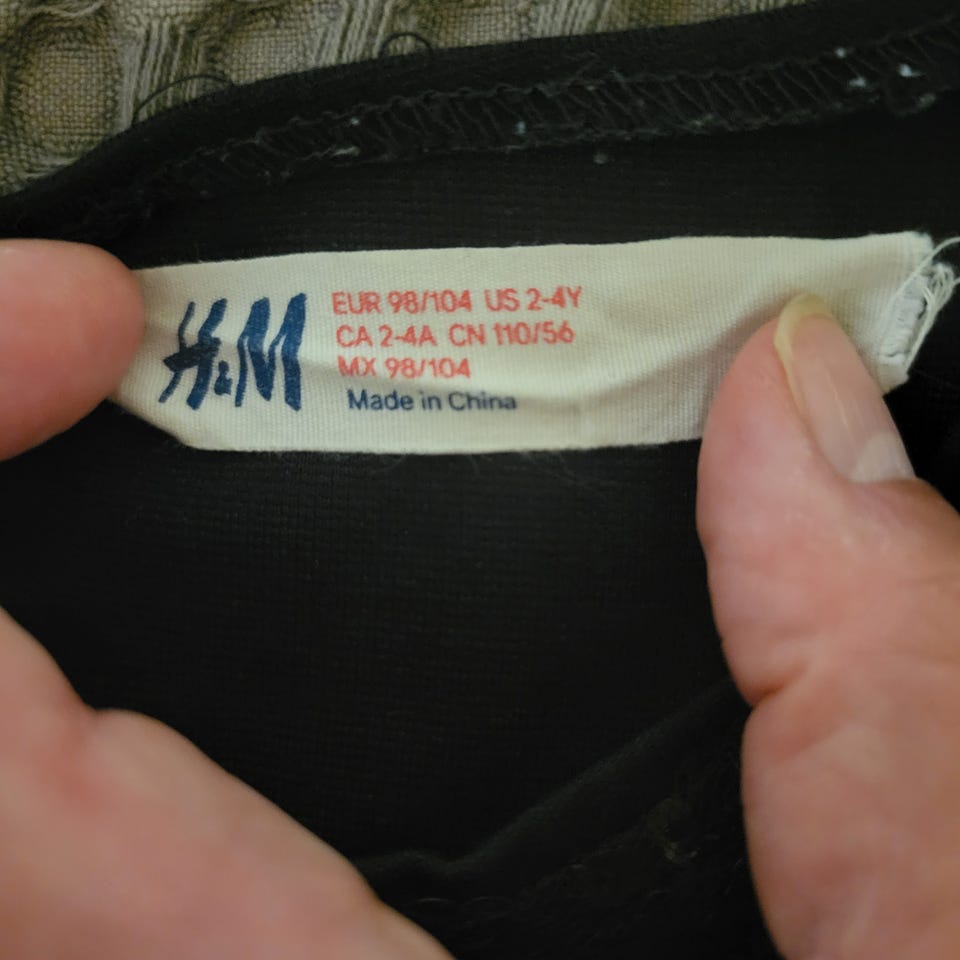 H&M
EUR 98/104 US 2-4Y
CA 2-4A CN 110/56
MX 98/104
Made in China